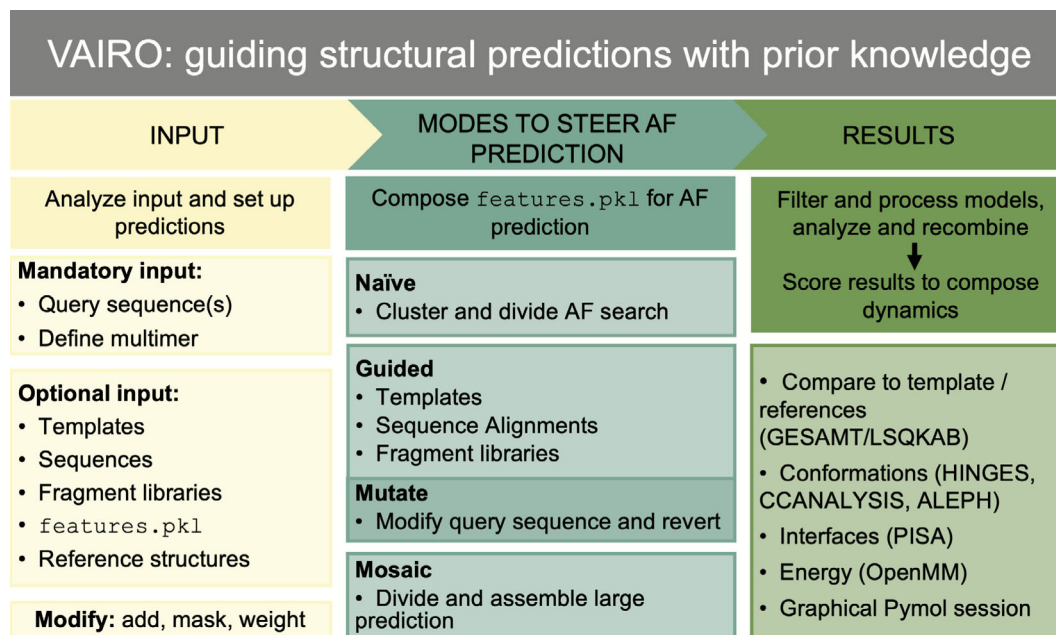 VAIRO: guiding structural predictions with prior knowledge
INPUT
Analyze input and set up
predictions
Mandatory input:
• Query sequence(s)
• Define multimer
Optional input:
• Templates
• Sequences
• Fragment libraries
• features.pkl
• Reference structures
Modify: add, mask, weight
MODES TO STEER AF
PREDICTION
Compose features.pkl for AF
prediction
Naïve
• Cluster and divide AF search
Guided
• Templates
• Sequence Alignments
• Fragment libraries
Mutate
• Modify query sequence and revert
Mosaic
• Divide and assemble large
prediction
RESULTS
Filter and process models,
analyze and recombine
Score results to compose
dynamics
• Compare to template /
references
(GESAMT/LSQKAB)
• Conformations (HINGES,
CCANALYSIS, ALEPH)
• Interfaces (PISA)
• Energy (OpenMM)
• Graphical Pymol session